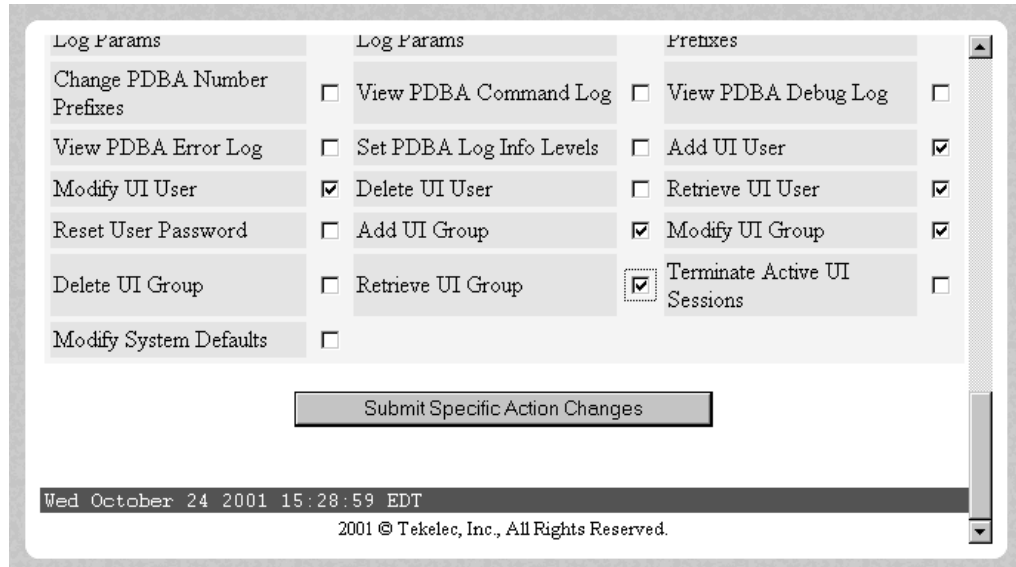 Log Params Log Params Prefixes
Change PDBA Number
Prefixes
View PDBA Command Log View PDBA Debug Log
View PDBA Error Log Set PDBA Log Info Levels Add UI User
Modify UI User Delete UI User Retrieve UI User
Reset User Password Add UI Group Modify UI Group
Delete UI Group Retrieve UI Group Terminate Active UI
Sessions
Modify System Defaults
Submit Specific Action Changes
Wed October 24 2001 15:28:59 EDT
2001 © Tekelec, Inc., All Rights Reserved.